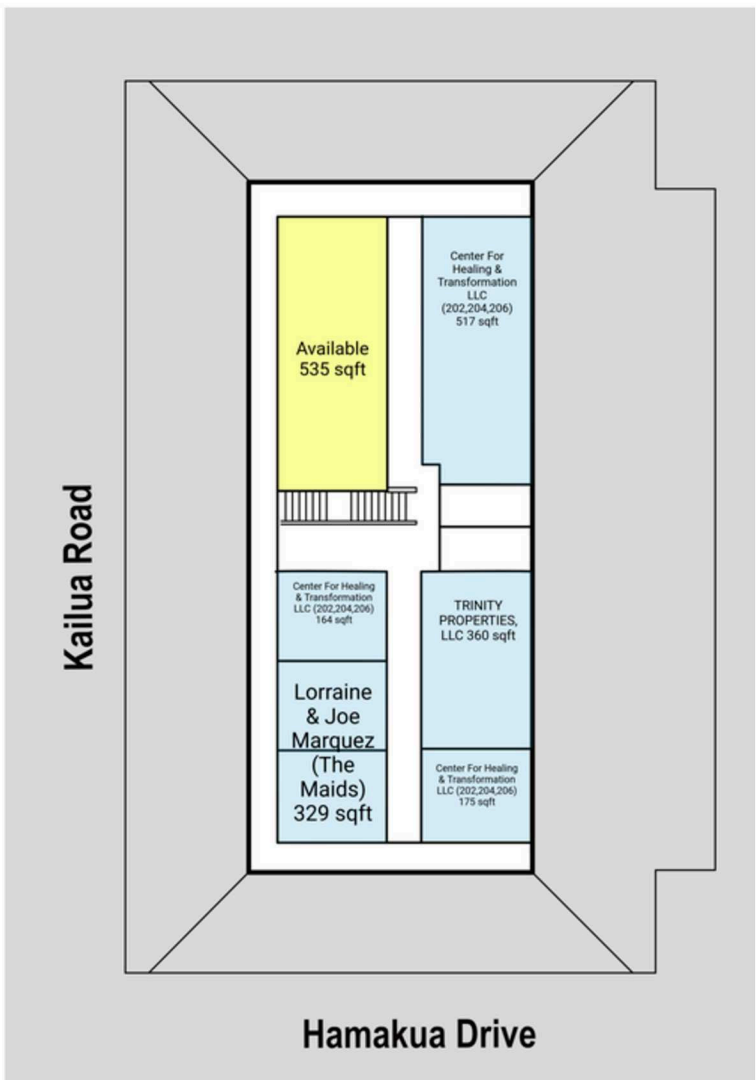 Available
535 sqft
Center For
Healing &
Transformation
LLC
(202,204,206)
517 sqft
Kailua Road
Center For Healing
& Transformation
LLC (202,204,206)
164 sqft
TRINITY
PROPERTIES,
LLC 360 sqft
Lorraine
& Joe
Marquez
(The
Maids)
329 sqft
Center For Healing
& Transformation
LLC (202,204,206)
175 sqft
Hamakua Drive